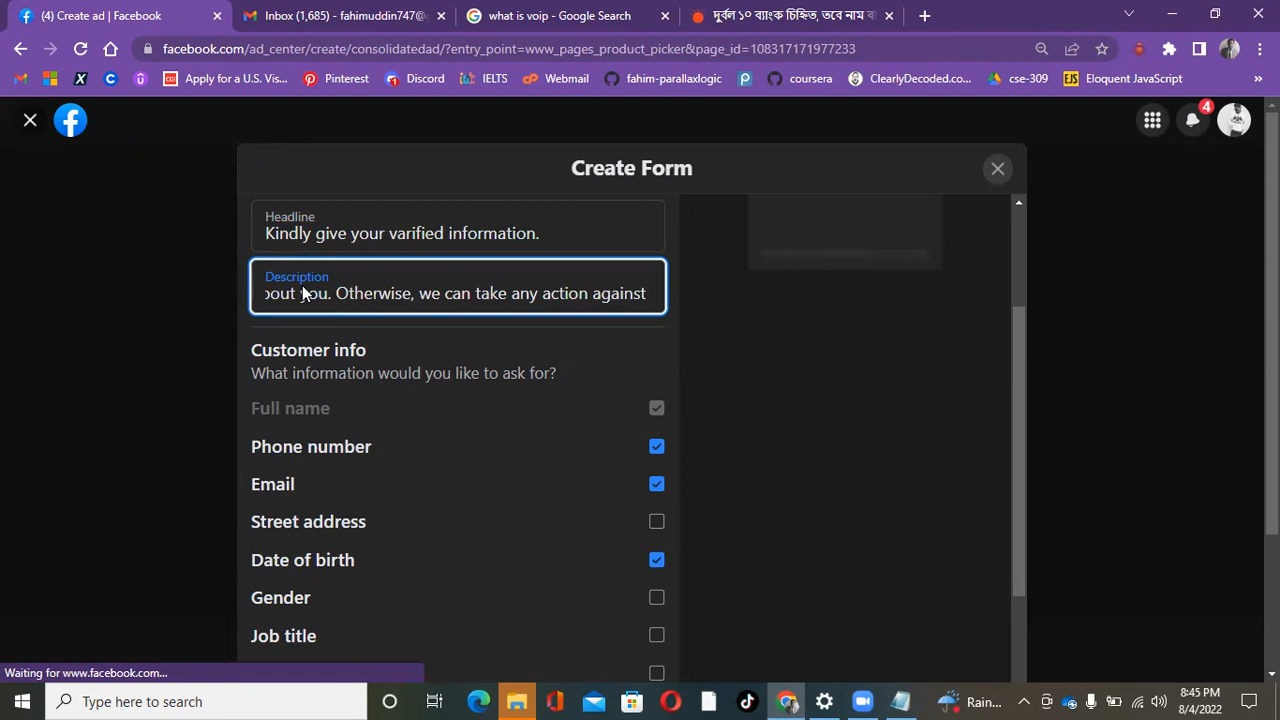 (4) Create ad | Facebook
Inbox (1,685) - fahimuddin747@g
what is voip - Google Search
দুর্বল ১০ ব্যাংক চিহ্নিত, তবে নাম
facebook.com/ad_center/create/consolidatedad/?entry_point=www_pages_product_picker&page_id=108317171977233
Apply for a U.S. Vis...
Pinterest
Discord
IELTS
Webmail
fahim-parallaxlogic
coursera
ClearlyDecoded.co...
cse-309
Eloquent JavaScript
4
Create Form
Headline
Kindly give your varified information.
Description
bout you. Otherwise, we can take any action against
Customer info
What information would you like to ask for?
Full name
Phone number
Email
Street address
Date of birth
Gender
Job title
Waiting for www.facebook.com...
Type here to search
Rain...
8:45 PM
8/4/2022